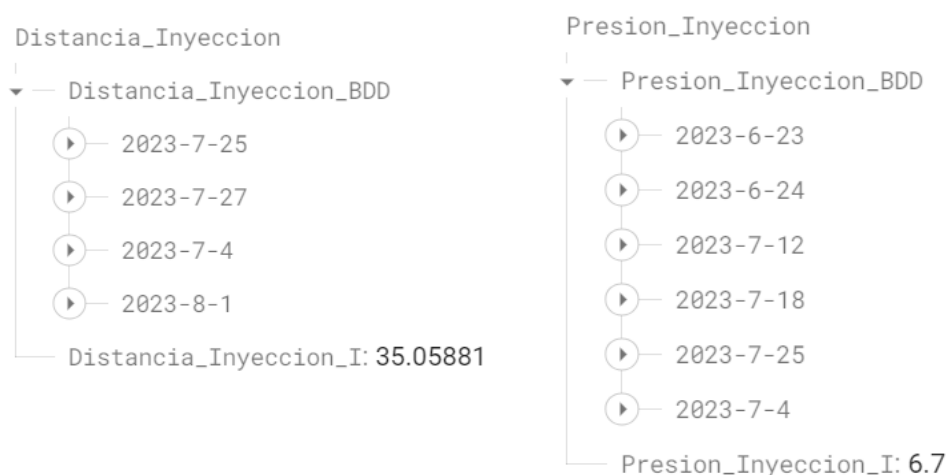 Distancia_Inyeccion
Distancia_Inyeccion_BDD
2023-7-25
2023-7-27
2023-7-4
2023-8-1
Distancia_Inyeccion_I: 35.05881
Presion_Inyeccion
Presion_Inyeccion_BDD
2023-6-23
2023-6-24
2023-7-12
2023-7-18
2023-7-25
2023-7-4
Presion_Inyeccion_I: 6.7